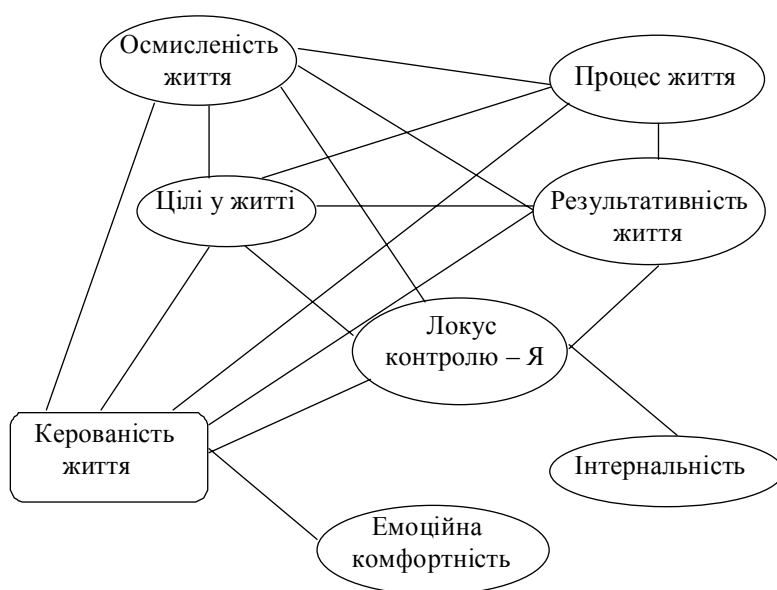 Осмисленість
життя
Процес життя
Цілі у житті
Результативність
життя
Локус
контролю – Я
Керованість
життя
Інтернальність
Емоційна
комфортність